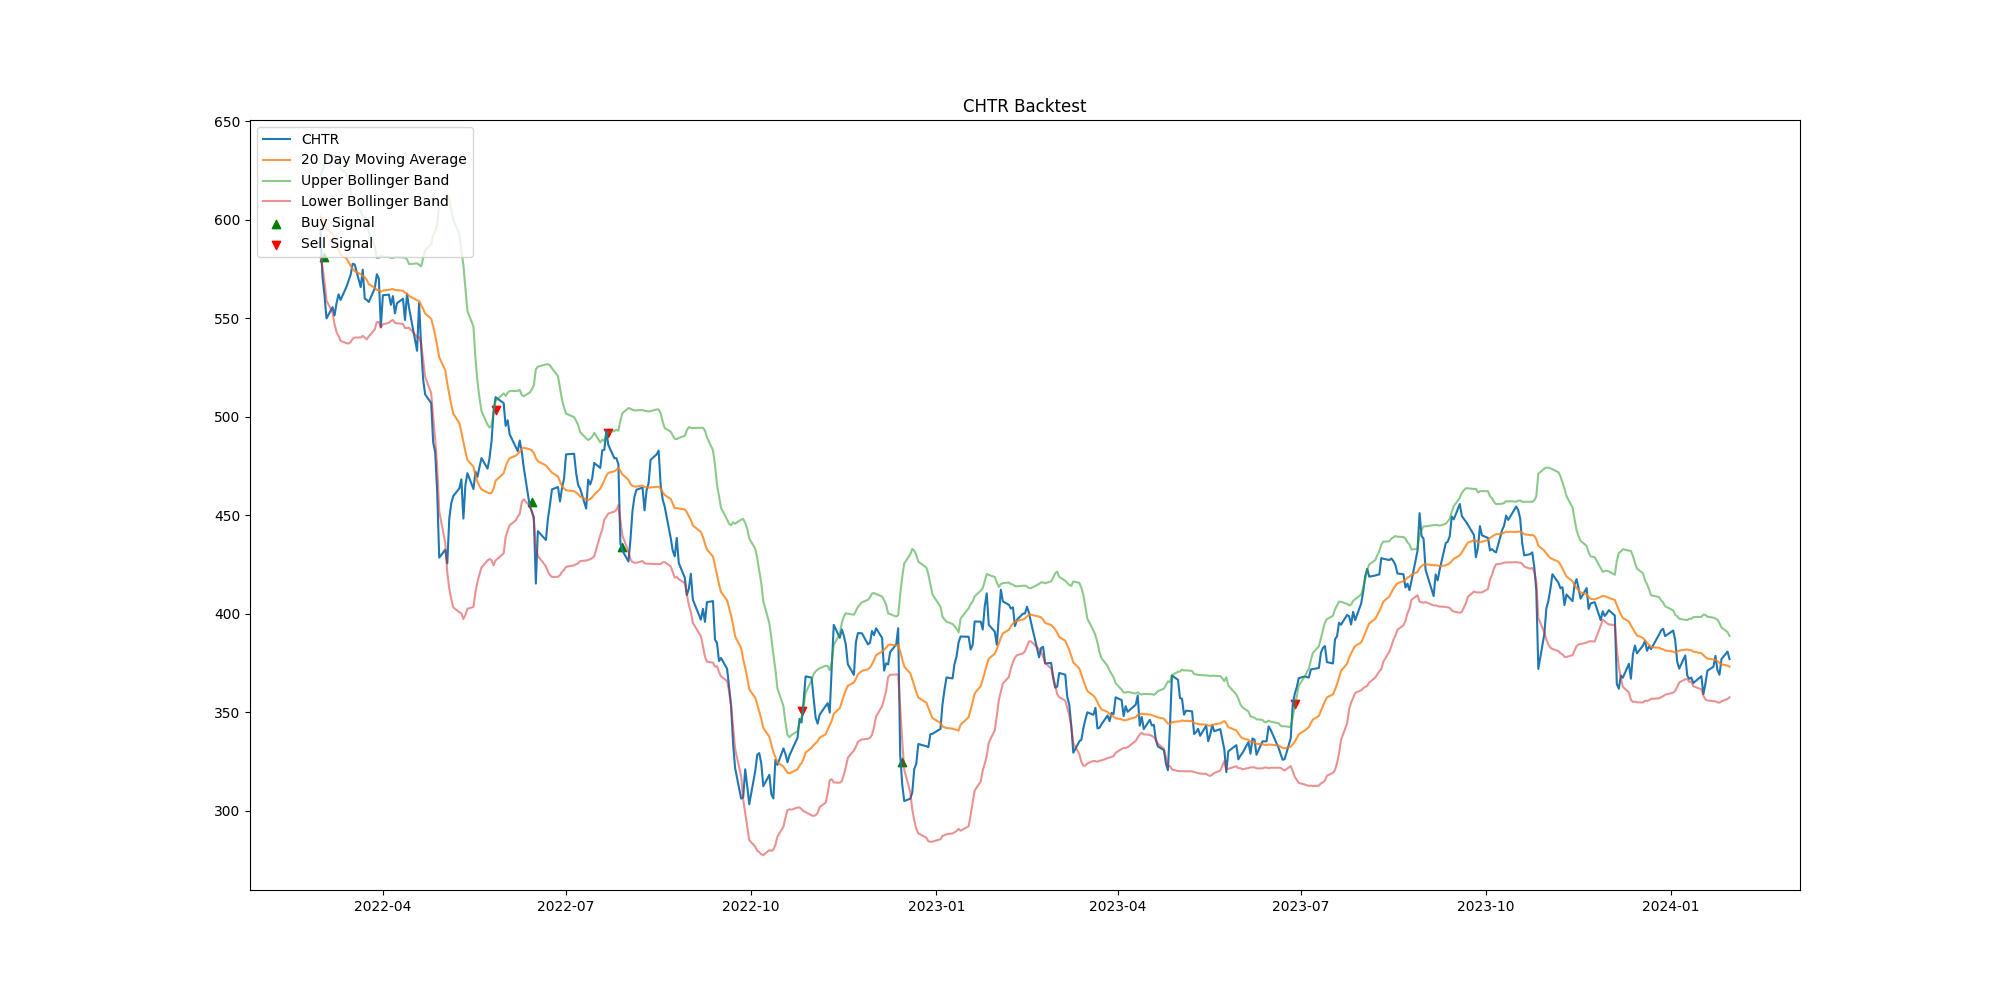 CHTR Backtest
650
600
550
500
450
400
350
300
CHTR
20 Day Moving Average
Upper Bollinger Band
Lower Bollinger Band
Buy Signal
Sell Signal
2022-04
2022-07
2022-10
2023-01
2023-04
2023-07
2023-10
2024-01